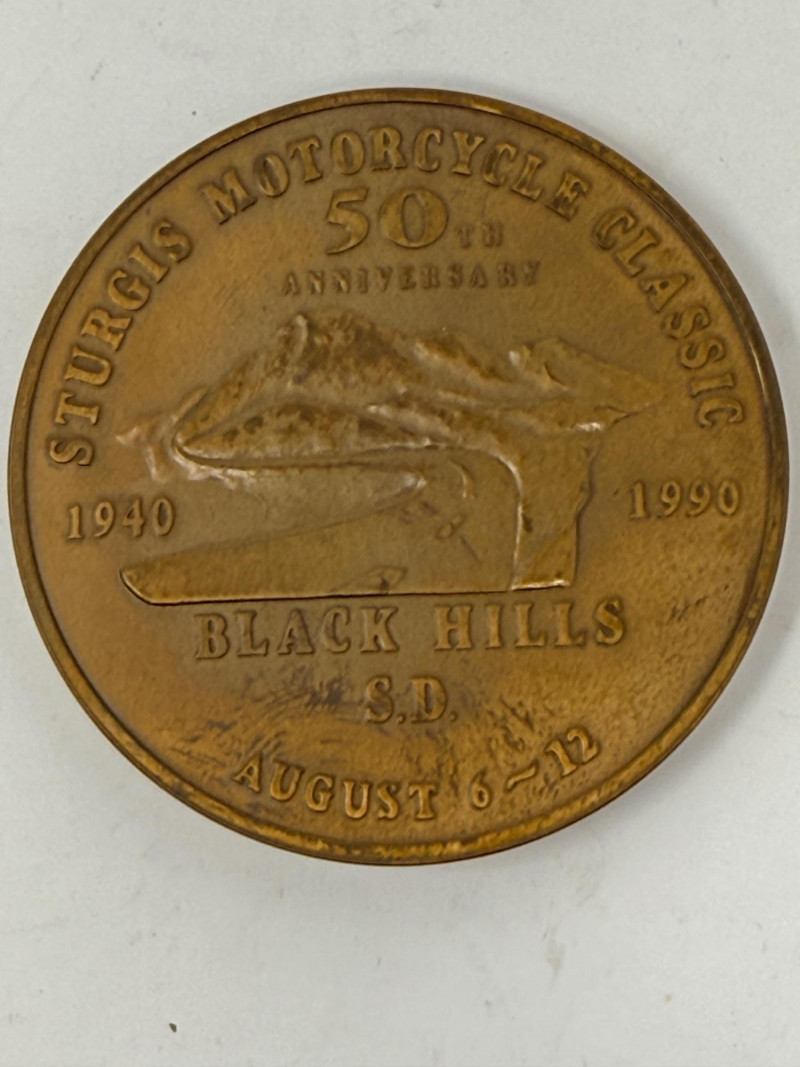 STURGIS MOTORCYCLE CLASSIC
50TH
ANNIVERSARY
1940 1990
BLACK HILLS
S.D.
AUGUST 6~12